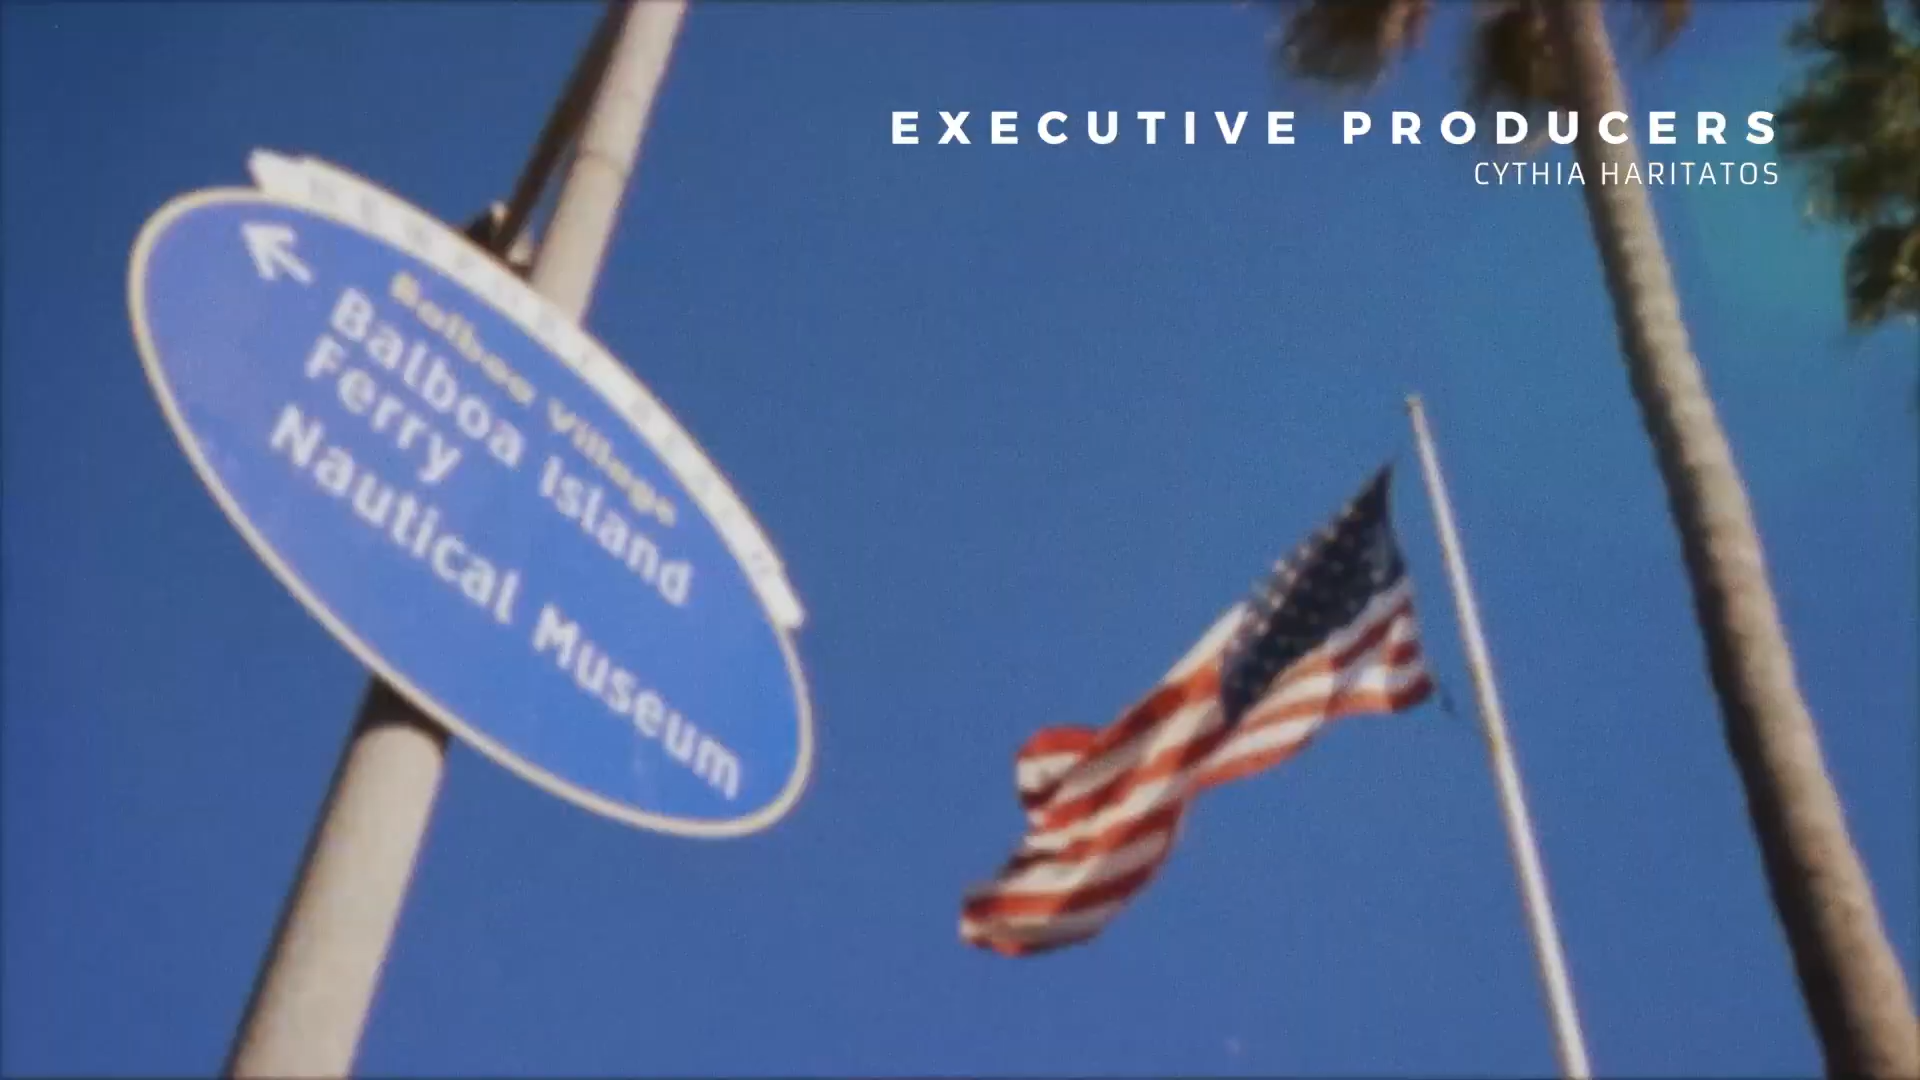 EXECUTIVE PRODUCERS
CYTHIA HARITATOS
Balboa Village
Balboa Island
Ferry
Nautical Museum